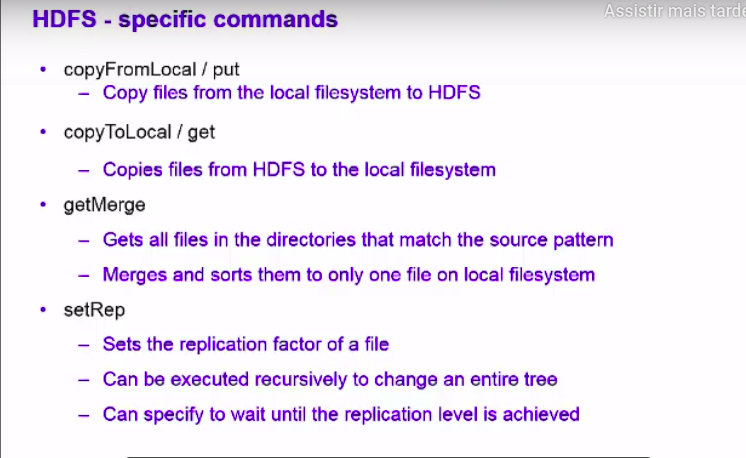 HDFS - specific commands
Assistir mais tarde
• copyFromLocal / put
– Copy files from the local filesystem to HDFS
• copyToLocal / get
– Copies files from HDFS to the local filesystem
• getMerge
– Gets all files in the directories that match the source pattern
– Merges and sorts them to only one file on local filesystem
• setRep
– Sets the replication factor of a file
– Can be executed recursively to change an entire tree
– Can specify to wait until the replication level is achieved